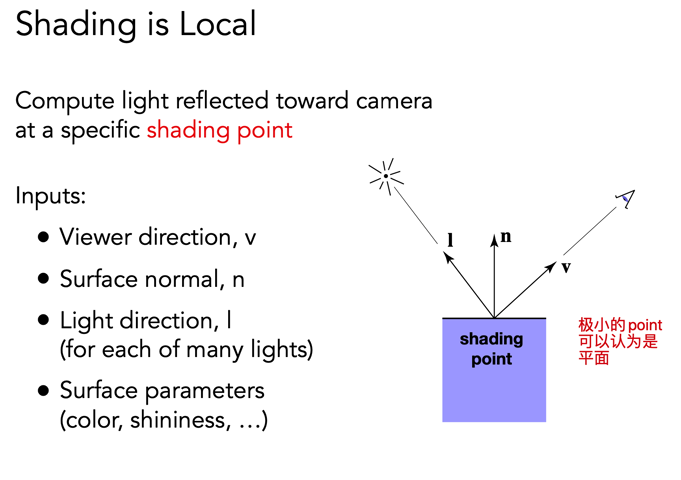 Shading is Local
Compute light reflected toward camera
at a specific shading point
Inputs:
● Viewer direction, v
● Surface normal, n
● Light direction, l
(for each of many lights)
● Surface parameters
(color, shininess, …)
l
n
v
shading
point
极小的point
可以认为是
平面